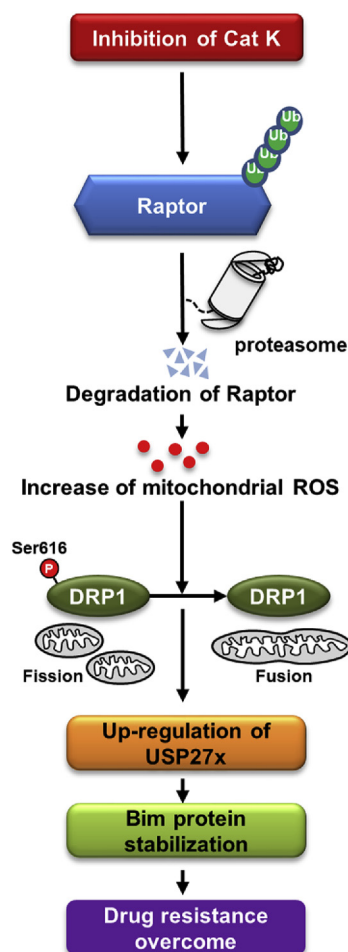 Inhibition of Cat K
Ub
Ub
Ub
Ub
Raptor
proteasome
Degradation of Raptor
Increase of mitochondrial ROS
Ser616
P
DRP1
DRP1
Fission
Fusion
Up-regulation of
USP27x
Bim protein
stabilization
Drug resistance
overcome